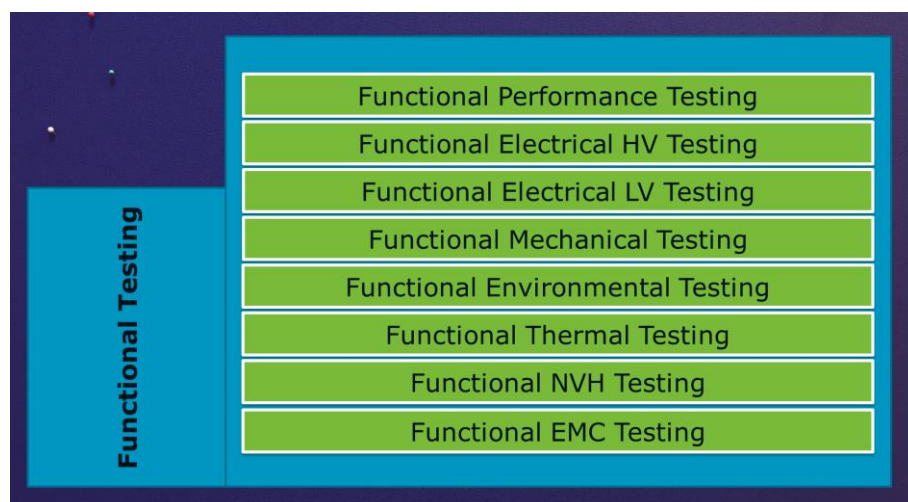 Functional Testing
Functional Performance Testing
Functional Electrical HV Testing
Functional Electrical LV Testing
Functional Mechanical Testing
Functional Environmental Testing
Functional Thermal Testing
Functional NVH Testing
Functional EMC Testing